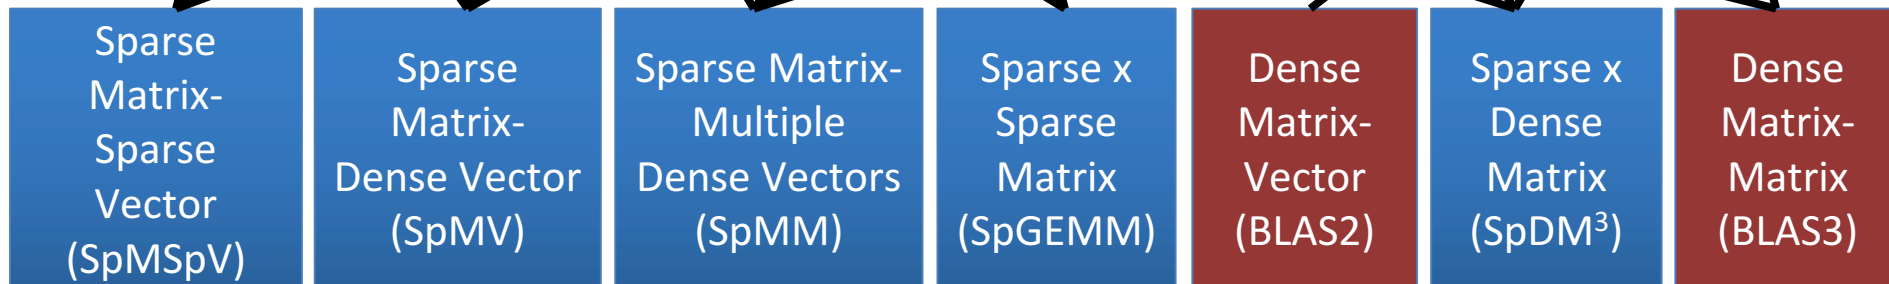 Sparse
Matrix-
Sparse
Vector
(SpMSpV)
Sparse
Matrix-
Dense Vector
(SpMV)
Sparse Matrix-
Multiple
Dense Vectors
(SpMM)
Sparse x
Sparse
Matrix
(SpGEMM)
Dense
Matrix-
Vector
(BLAS2)
Sparse x
Dense
Matrix
(SpDM³)
Dense
Matrix-
Matrix
(BLAS3)